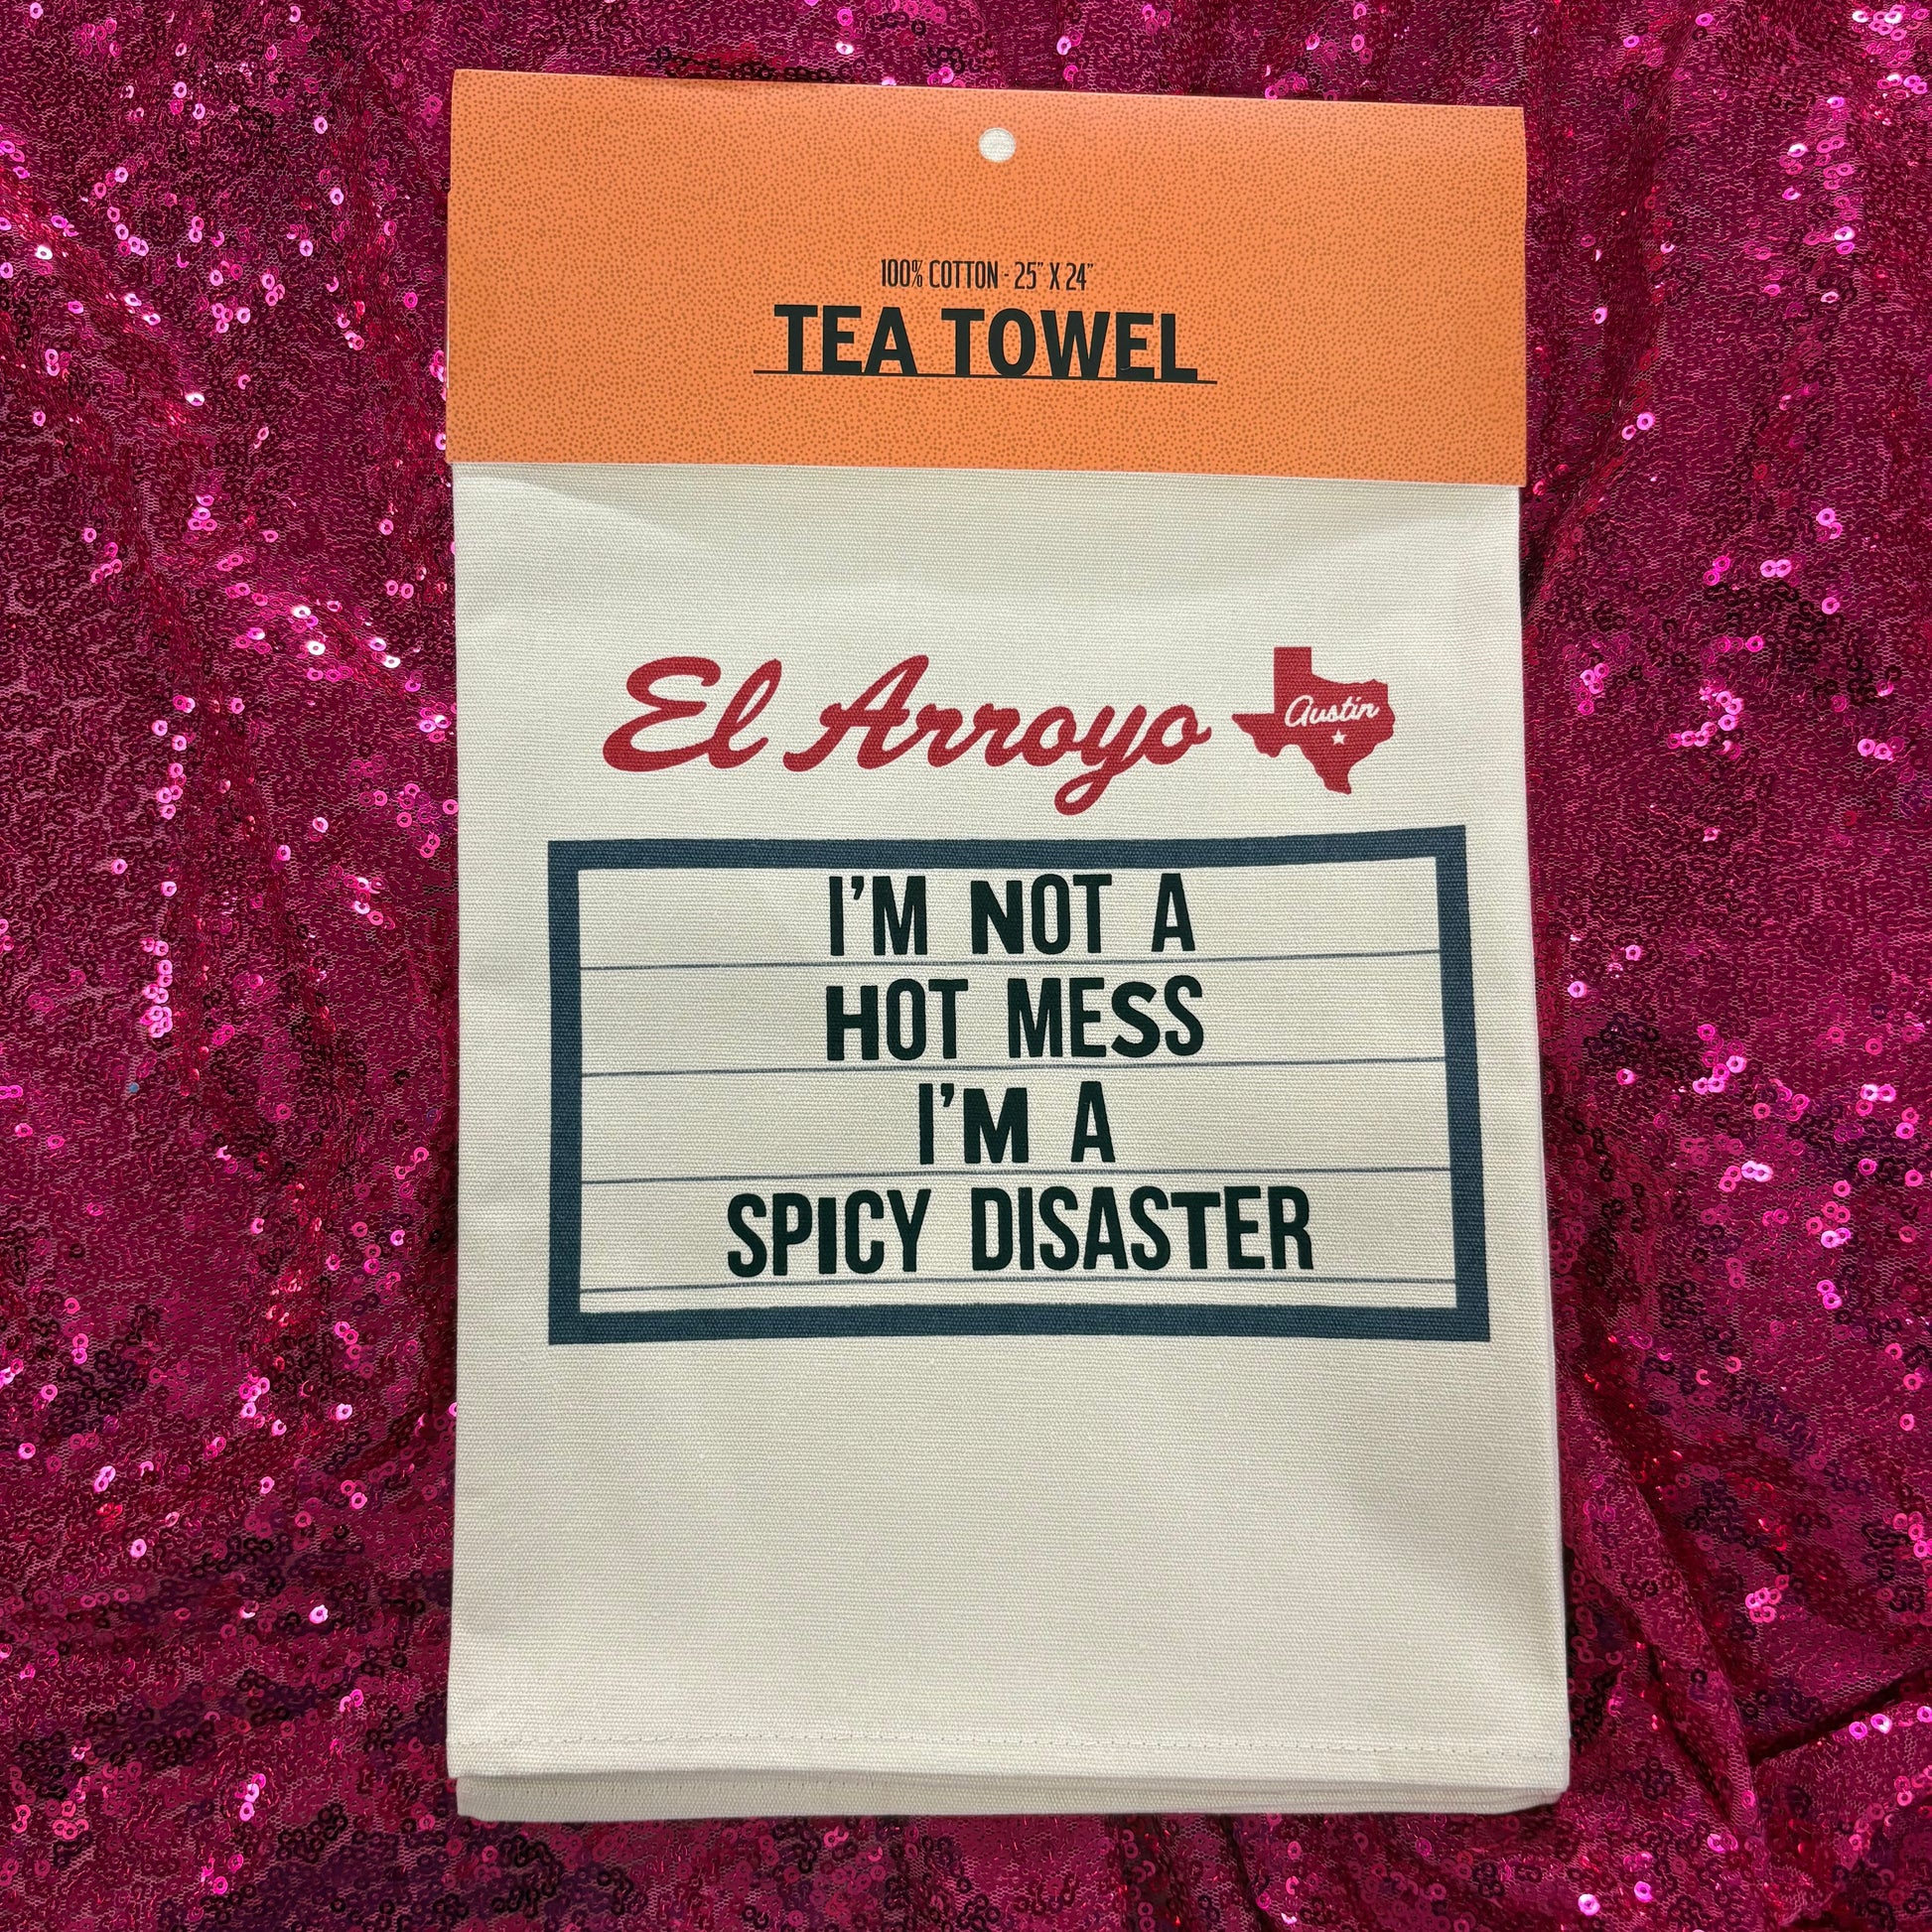 100% COTTON - 25" X 24"
TEA TOWEL
El Arroyo
Austin
I'M NOT A
HOT MESS
I'M A
SPICY DISASTER